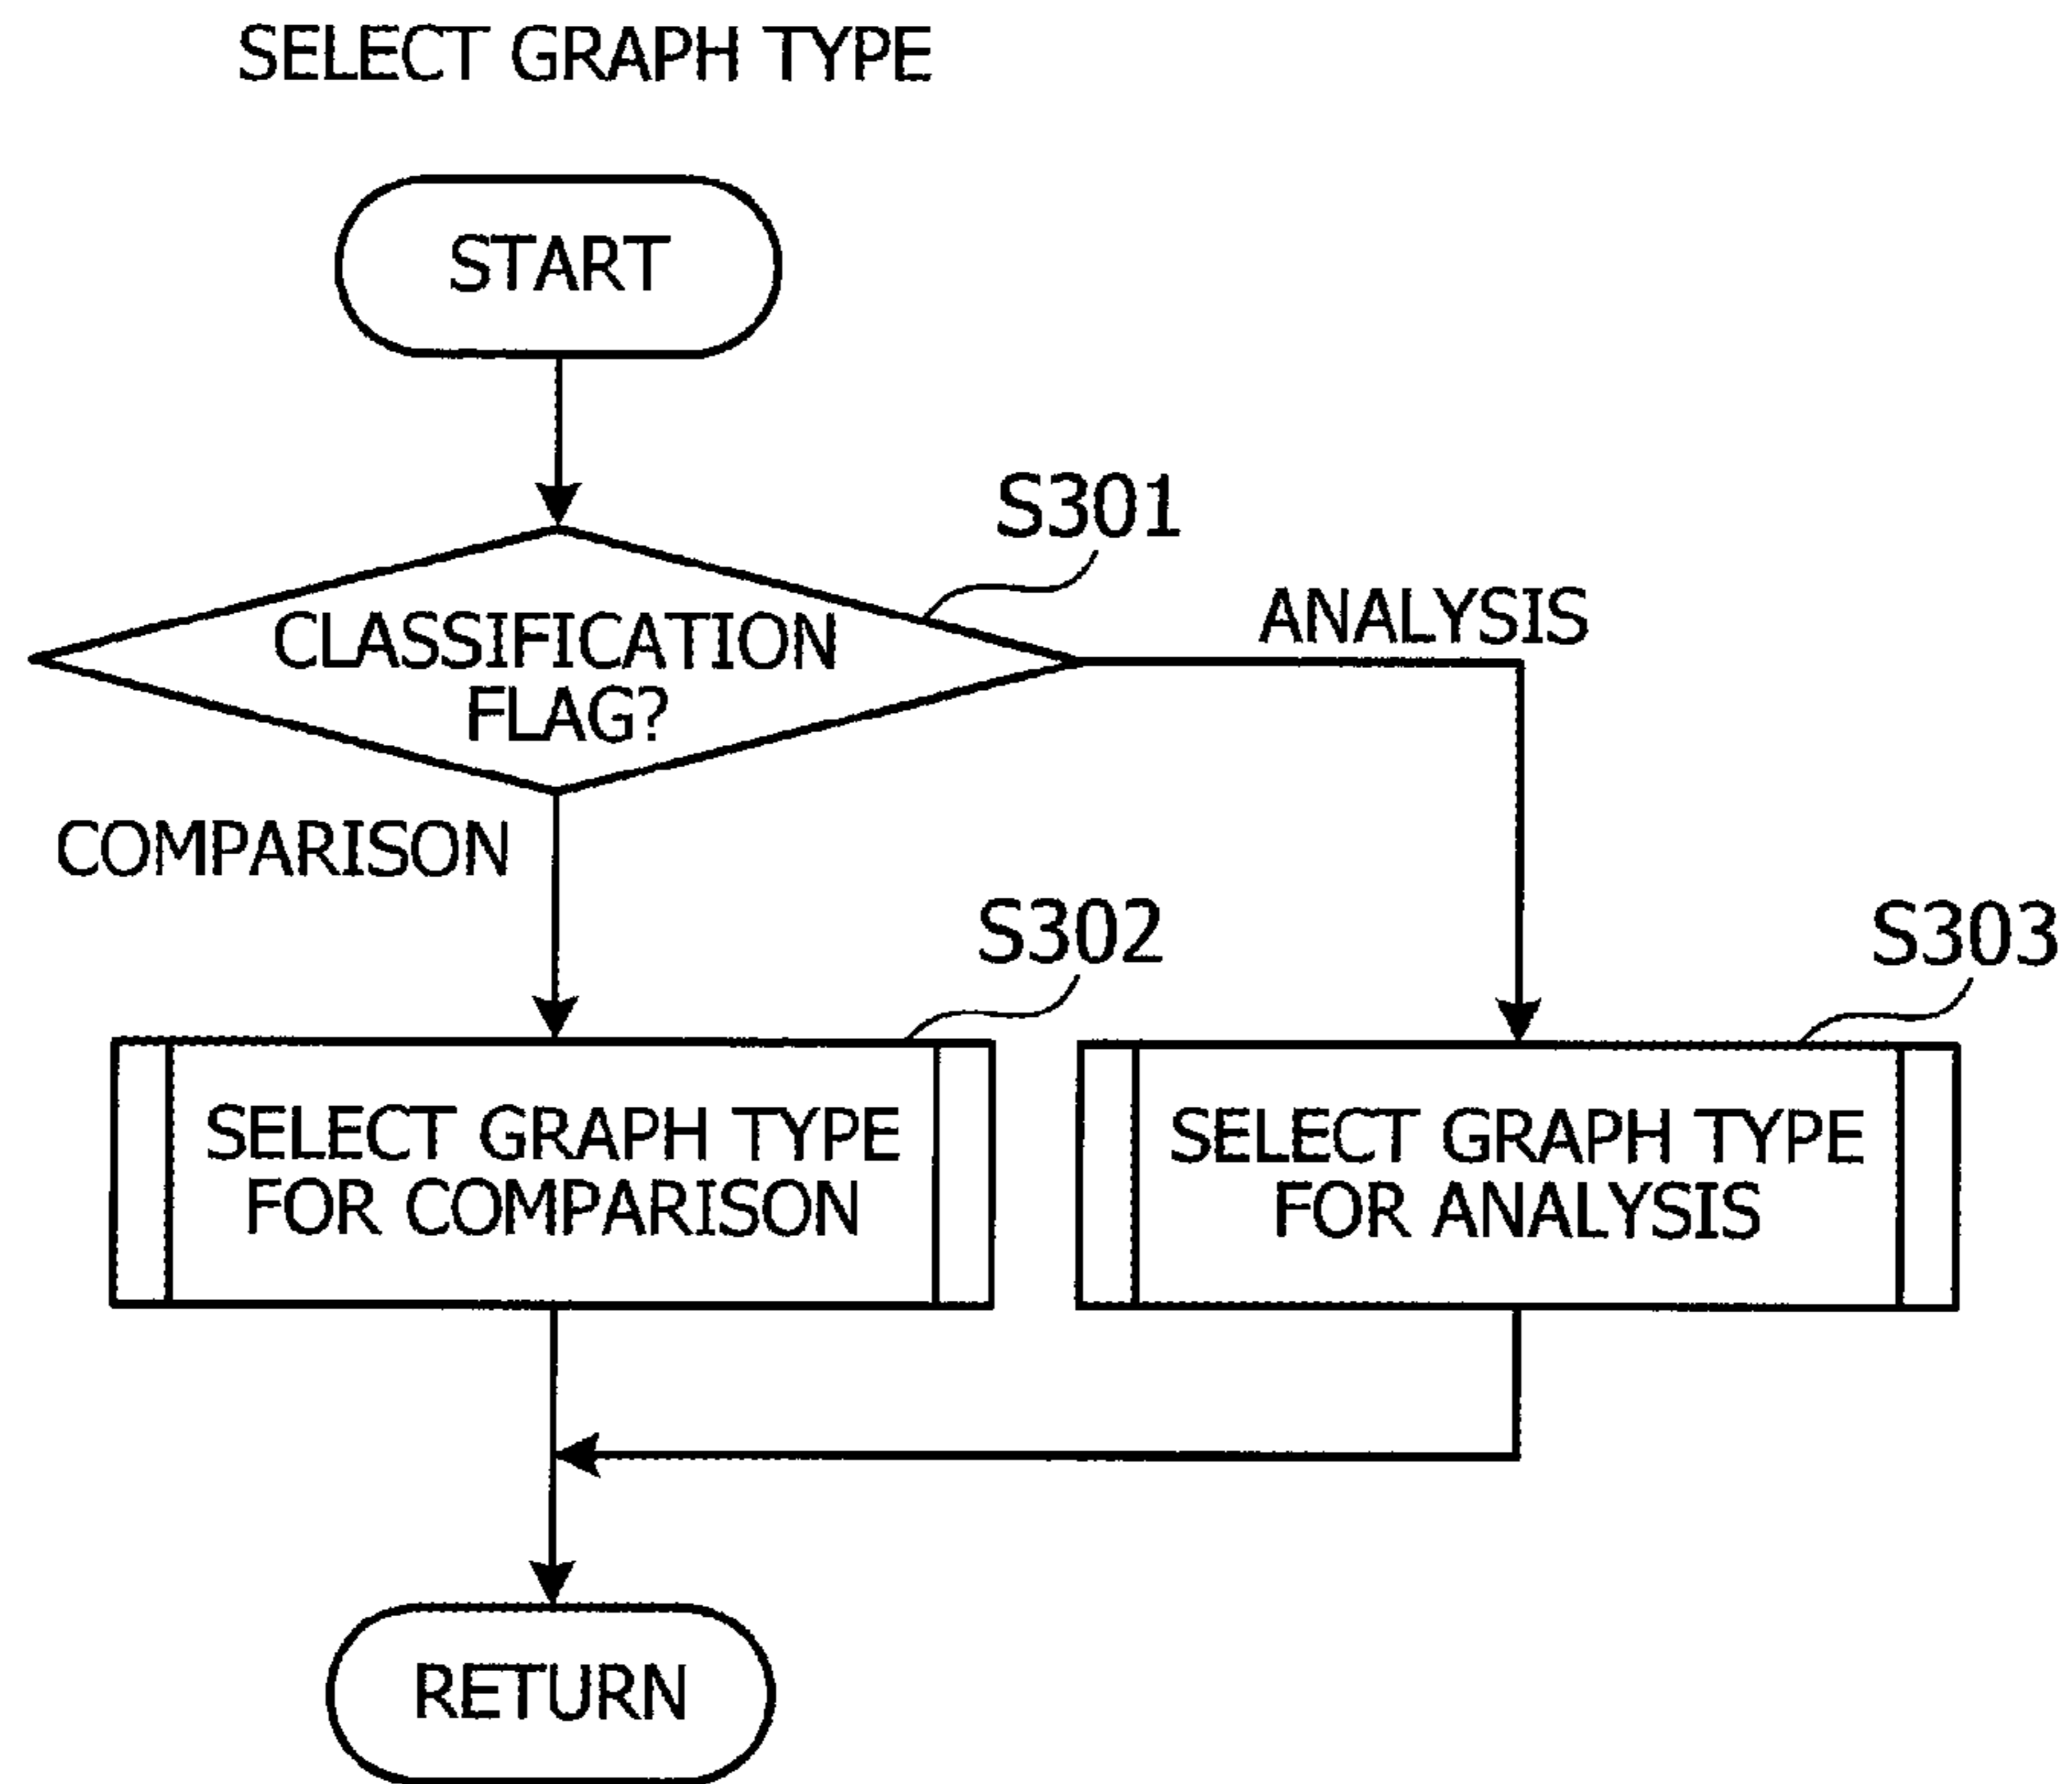 SELECT GRAPH TYPE
START
S301
CLASSIFICATION
FLAG?
ANALYSIS
COMPARISON
S302
S303
SELECT GRAPH TYPE
FOR COMPARISON
SELECT GRAPH TYPE
FOR ANALYSIS
RETURN